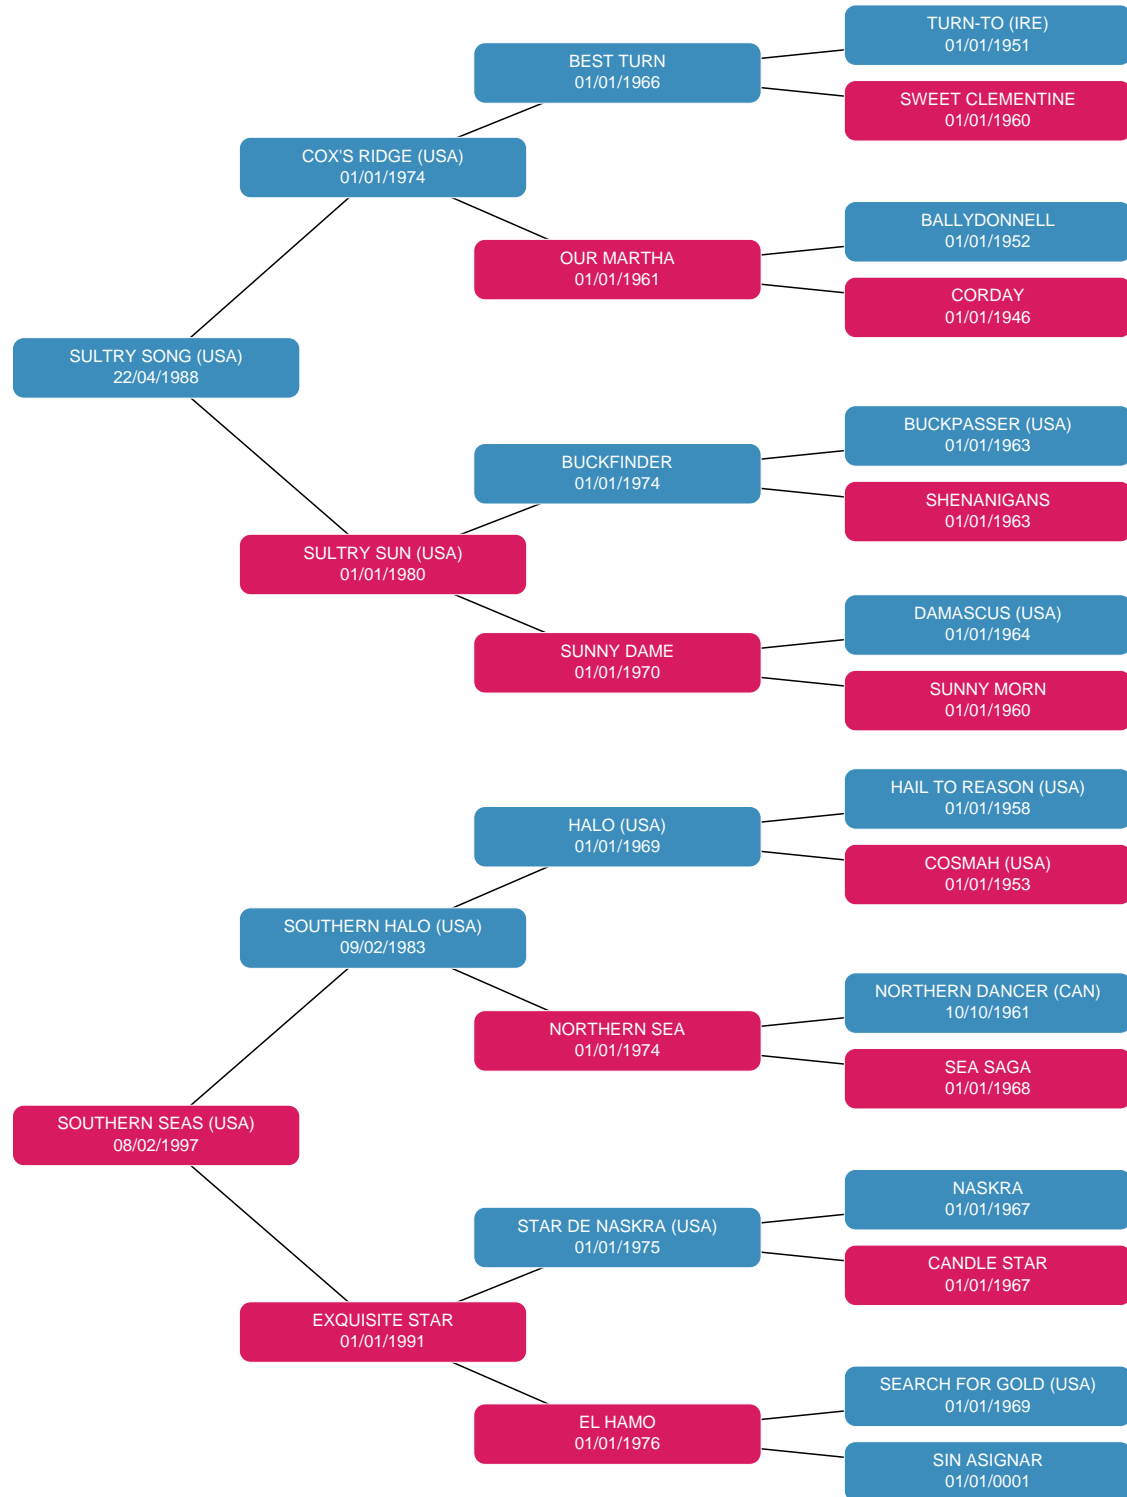 TURN-TO (IRE)
01/01/1951
BEST TURN
01/01/1966
SWEET CLEMENTINE
01/01/1960
COX'S RIDGE (USA)
01/01/1974
BALLYDONNELL
01/01/1952
OUR MARTHA
01/01/1961
CORDAY
01/01/1946
SULTRY SONG (USA)
22/04/1988
BUCKPASSER (USA)
01/01/1963
BUCKFINDER
01/01/1974
SHENANIGANS
01/01/1963
SULTRY SUN (USA)
01/01/1980
DAMASCUS (USA)
01/01/1964
SUNNY DAME
01/01/1970
SUNNY MORN
01/01/1960
HAIL TO REASON (USA)
01/01/1958
HALO (USA)
01/01/1969
COSMAH (USA)
01/01/1953
SOUTHERN HALO (USA)
09/02/1983
NORTHERN DANCER (CAN)
10/10/1961
NORTHERN SEA
01/01/1974
SEA SAGA
01/01/1968
SOUTHERN SEAS (USA)
08/02/1997
NASKRA
01/01/1967
STAR DE NASKRA (USA)
01/01/1975
CANDLE STAR
01/01/1967
EXQUISITE STAR
01/01/1991
SEARCH FOR GOLD (USA)
01/01/1969
EL HAMO
01/01/1976
SIN ASIGNAR
01/01/0001